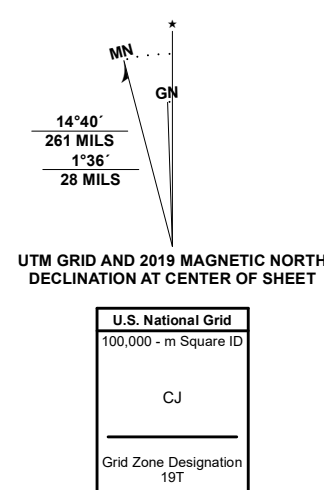 ★
MN
GN
14°40´
261 MILS
1°36´
28 MILS
UTM GRID AND 2019 MAGNETIC NORTH
DECLINATION AT CENTER OF SHEET
U.S. National Grid
100,000 - m Square ID
CJ
Grid Zone Designation
19T